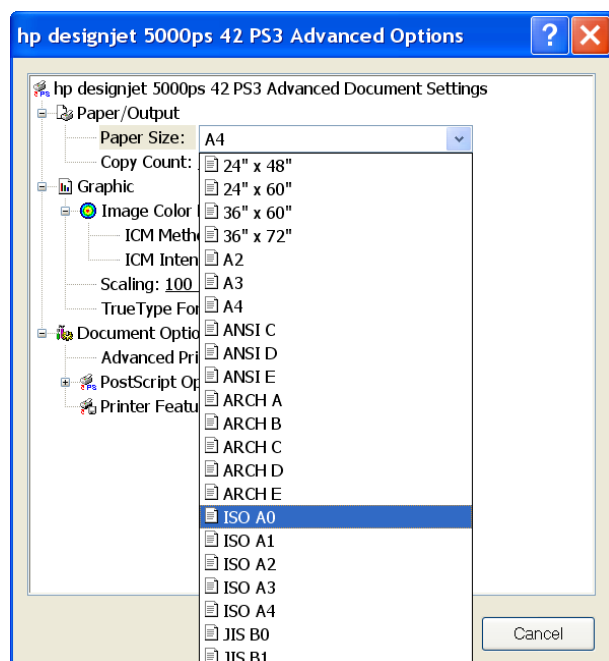 hp designjet 5000ps 42 PS3 Advanced Options
hp designjet 5000ps 42 PS3 Advanced Document Settings
Paper/Output
Paper Size: A4
Copy Count:
24" x 48"
Graphic
24" x 60"
Image Color
36" x 60"
ICM Meth
36" x 72"
ICM Inten
A2
Scaling: 100
A3
TrueType For
A4
Document Optio
ANSI C
Advanced Pri
ANSI D
PostScript Op
ANSI E
Printer Featu
ARCH A
ARCH B
ARCH C
ARCH D
ARCH E
ISO A0
ISO A1
ISO A2
ISO A3
ISO A4
JIS B0
JIS B1
Cancel